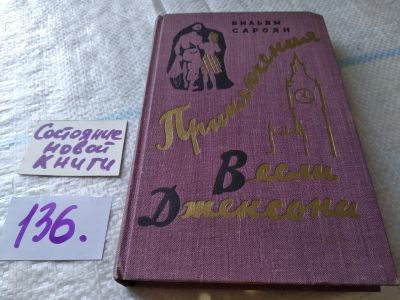 ВИЛЬЯМ
САРОЯН
Приключения
Весли
Джексона
Состояние
новой
книги
136.